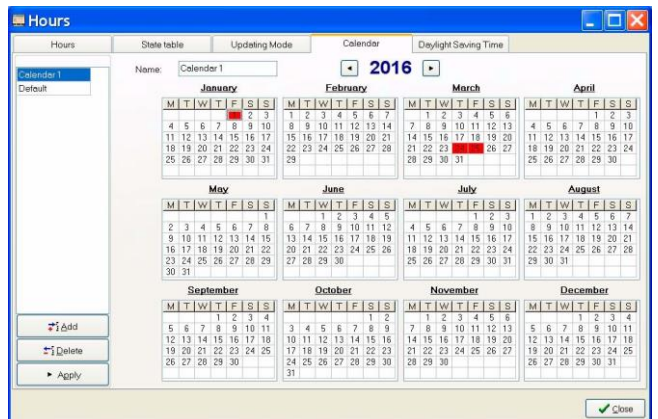 Hours
Hours
State table
Updating Mode
Calendar
Daylight Saving Time
Calendar 1
Default
Name: Calendar 1
2016
January
M T W T F S S
1 2 3
4 5 6 7 8 9 10
11 12 13 14 15 16 17
18 19 20 21 22 23 24
25 26 27 28 29 30 31
February
M T W T F S S
1 2 3 4 5 6 7
8 9 10 11 12 13 14
15 16 17 18 19 20 21
22 23 24 25 26 27 28
29
March
M T W T F S S
1 2 3 4 5 6
7 8 9 10 11 12 13
14 15 16 17 18 19 20
21 22 23 24 25 26 27
28 29 30 31
April
M T W T F S S
1 2 3
4 5 6 7 8 9 10
11 12 13 14 15 16 17
18 19 20 21 22 23 24
25 26 27 28 29 30
May
M T W T F S S
1
2 3 4 5 6 7 8
9 10 11 12 13 14 15
16 17 18 19 20 21 22
23 24 25 26 27 28 29
30 31
June
M T W T F S S
1 2 3 4 5
6 7 8 9 10 11 12
13 14 15 16 17 18 19
20 21 22 23 24 25 26
27 28 29 30
July
M T W T F S S
1 2 3
4 5 6 7 8 9 10
11 12 13 14 15 16 17
18 19 20 21 22 23 24
25 26 27 28 29 30 31
August
M T W T F S S
1 2 3 4 5 6 7
8 9 10 11 12 13 14
15 16 17 18 19 20 21
22 23 24 25 26 27 28
29 30 31
September
M T W T F S S
1 2 3 4
5 6 7 8 9 10 11
12 13 14 15 16 17 18
19 20 21 22 23 24 25
26 27 28 29 30
October
M T W T F S S
1 2
3 4 5 6 7 8 9
10 11 12 13 14 15 16
17 18 19 20 21 22 23
24 25 26 27 28 29 30
31
November
M T W T F S S
1 2 3 4 5 6
7 8 9 10 11 12 13
14 15 16 17 18 19 20
21 22 23 24 25 26 27
28 29 30
December
M T W T F S S
1 2 3 4
5 6 7 8 9 10 11
12 13 14 15 16 17 18
19 20 21 22 23 24 25
26 27 28 29 30 31
Add
Delete
Apply
Close